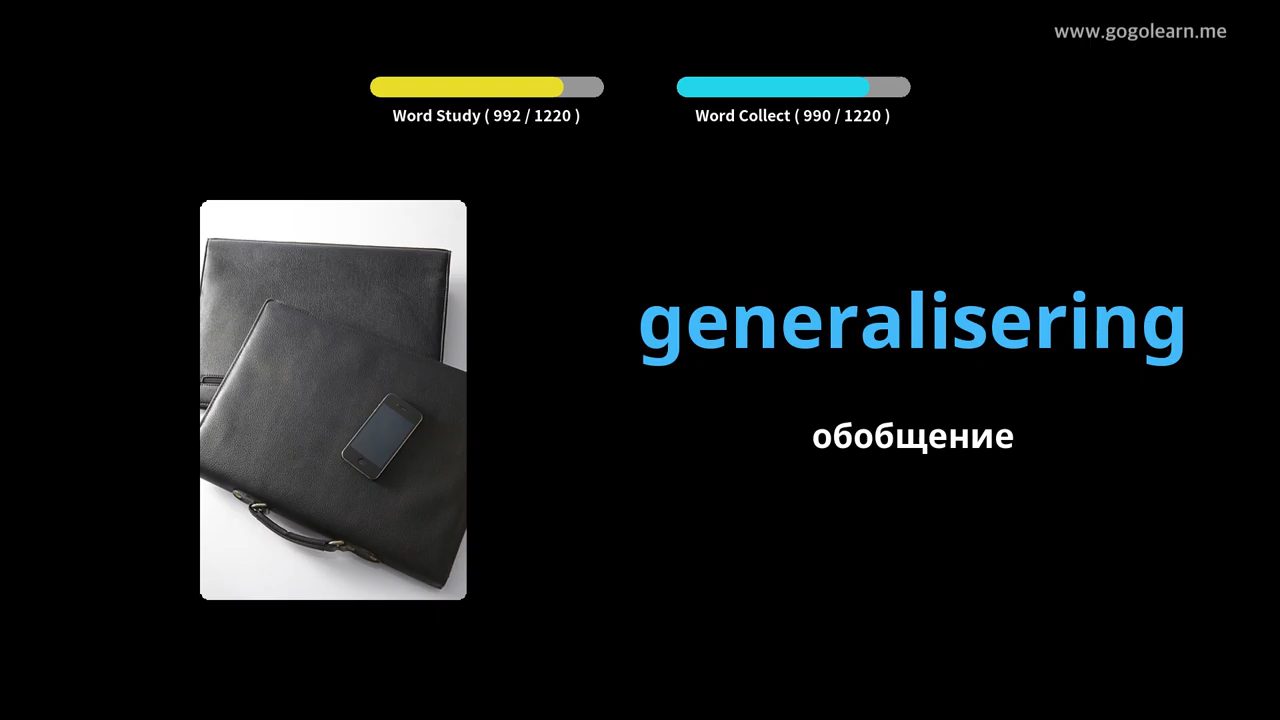 www.gogolearn.me
Word Study ( 992 / 1220 )
Word Collect ( 990 / 1220 )
generalisering
обобщение